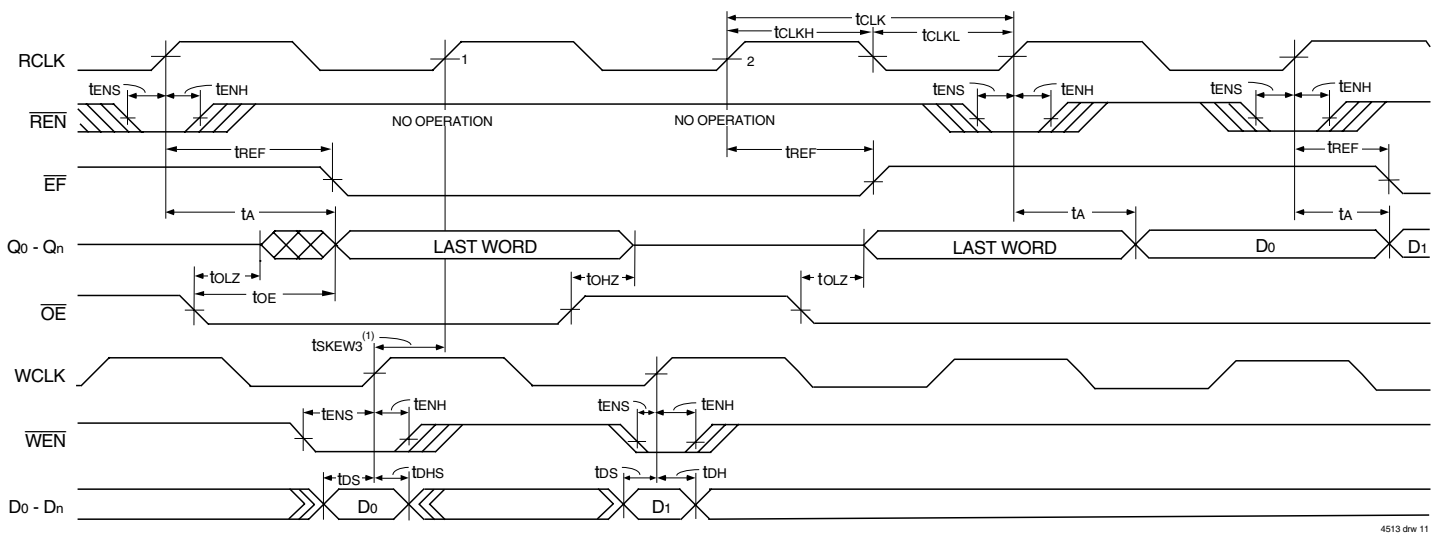 tCLK
tCLKH tCLKL
RCLK 1 2
tENS tENH tENS tENH tENS tENH
REN NO OPERATION NO OPERATION
tREF tREF tREF
EF
tA tA tA
Q0 - Qn LAST WORD LAST WORD D0 D1
tOLZ tOHZ tOLZ
tOE
OE
tSKEW3(1)
WCLK
tENS tENH tENS tENH
WEN
tDS tDHS tDS tDH
D0 - Dn D0 D1
4513 drw 11